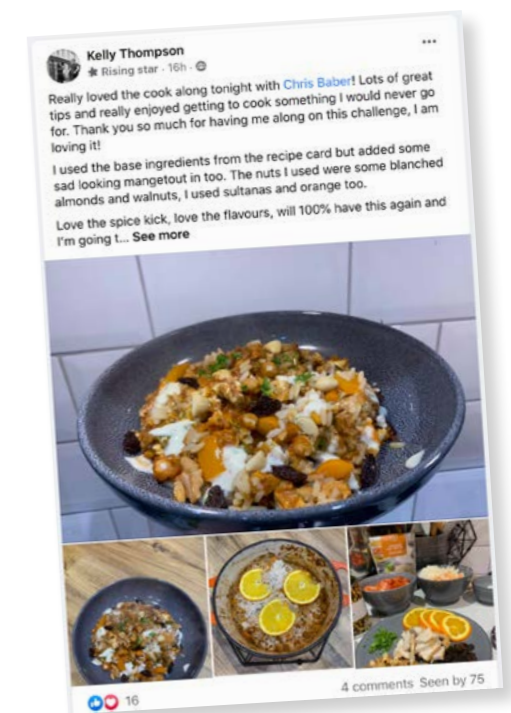 Kelly Thompson
Rising star · 16h ·
Really loved the cook along tonight with Chris Baber! Lots of great
tips and really enjoyed getting to cook something I would never go
for. Thank you so much for having me along on this challenge, I am
loving it!
I used the base ingredients from the recipe card but added some
sad looking mangetout in too. The nuts I used were some blanched
almonds and walnuts, I used sultanas and orange too.
Love the spice kick, love the flavours, will 100% have this again and
I'm going t... See more
16
4 comments Seen by 75